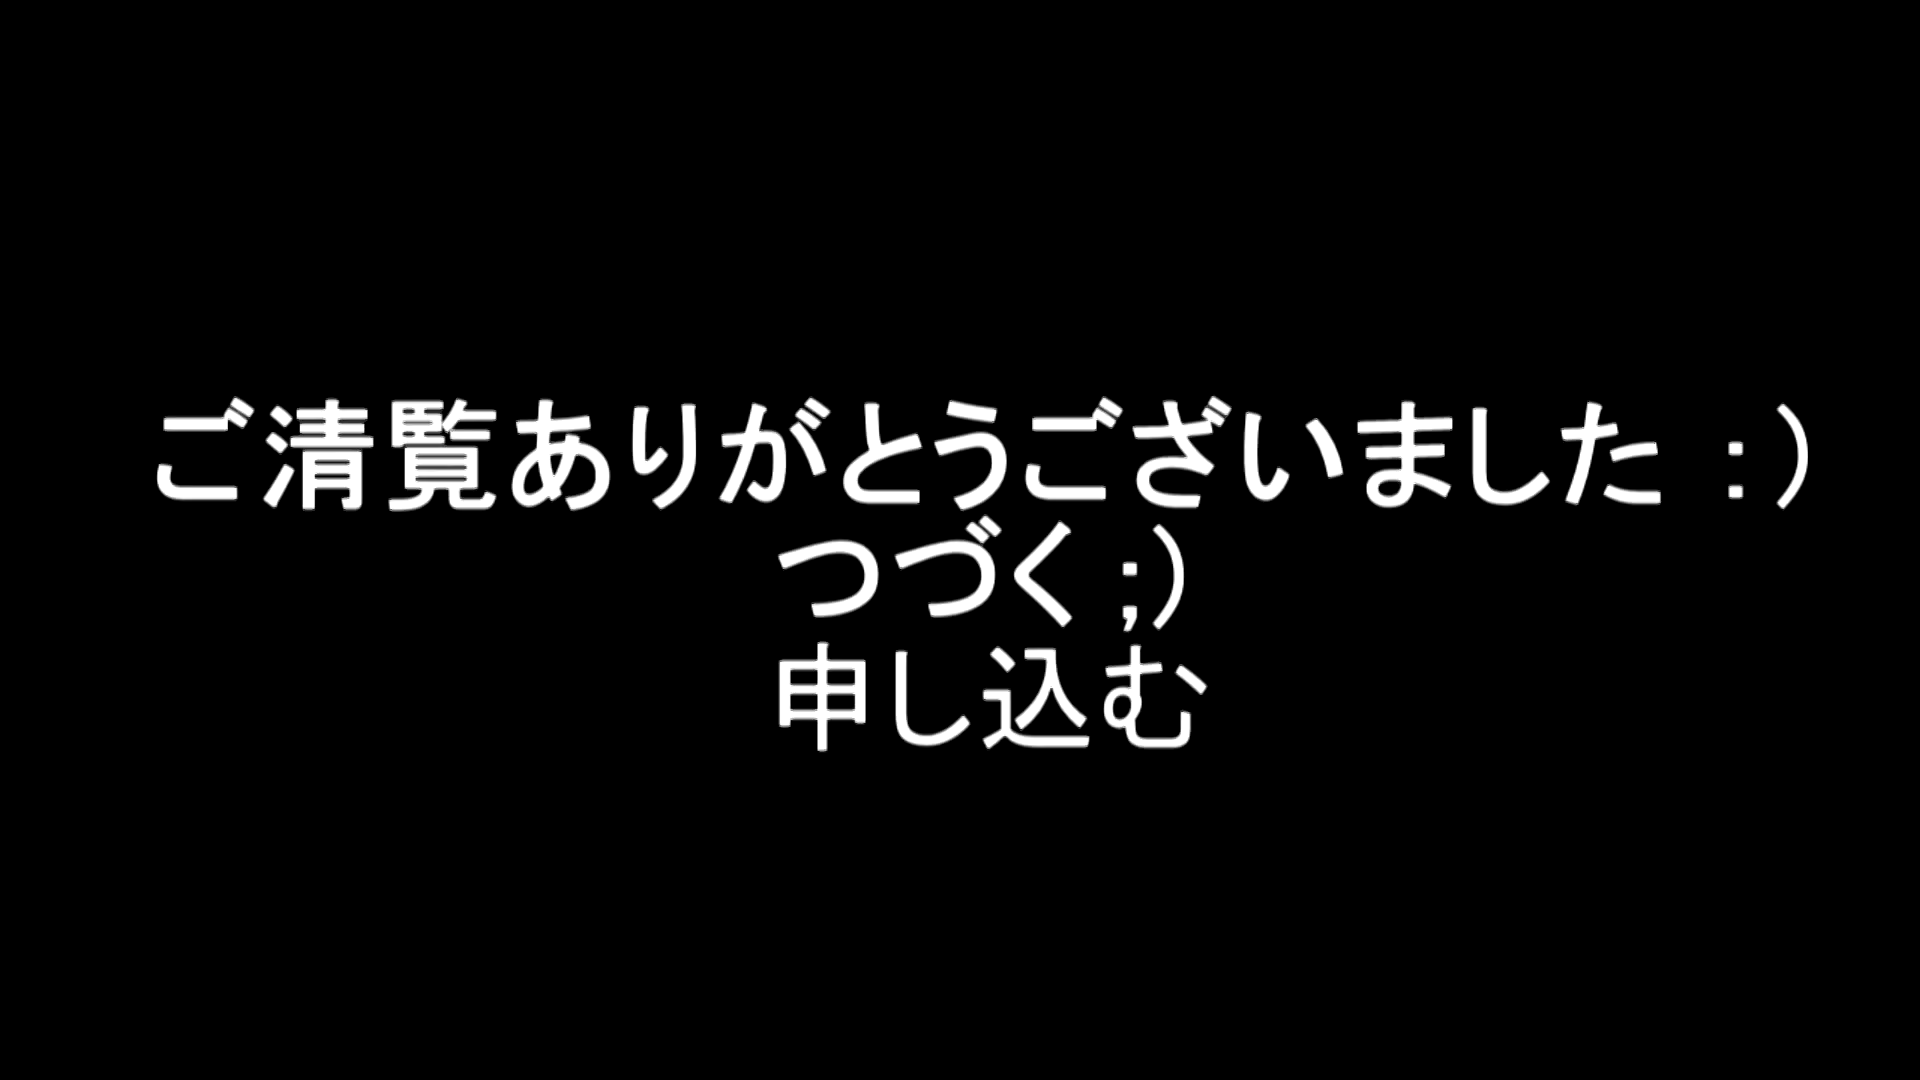 ご清覧ありがとうございました :)
つづく ;)
申し込む